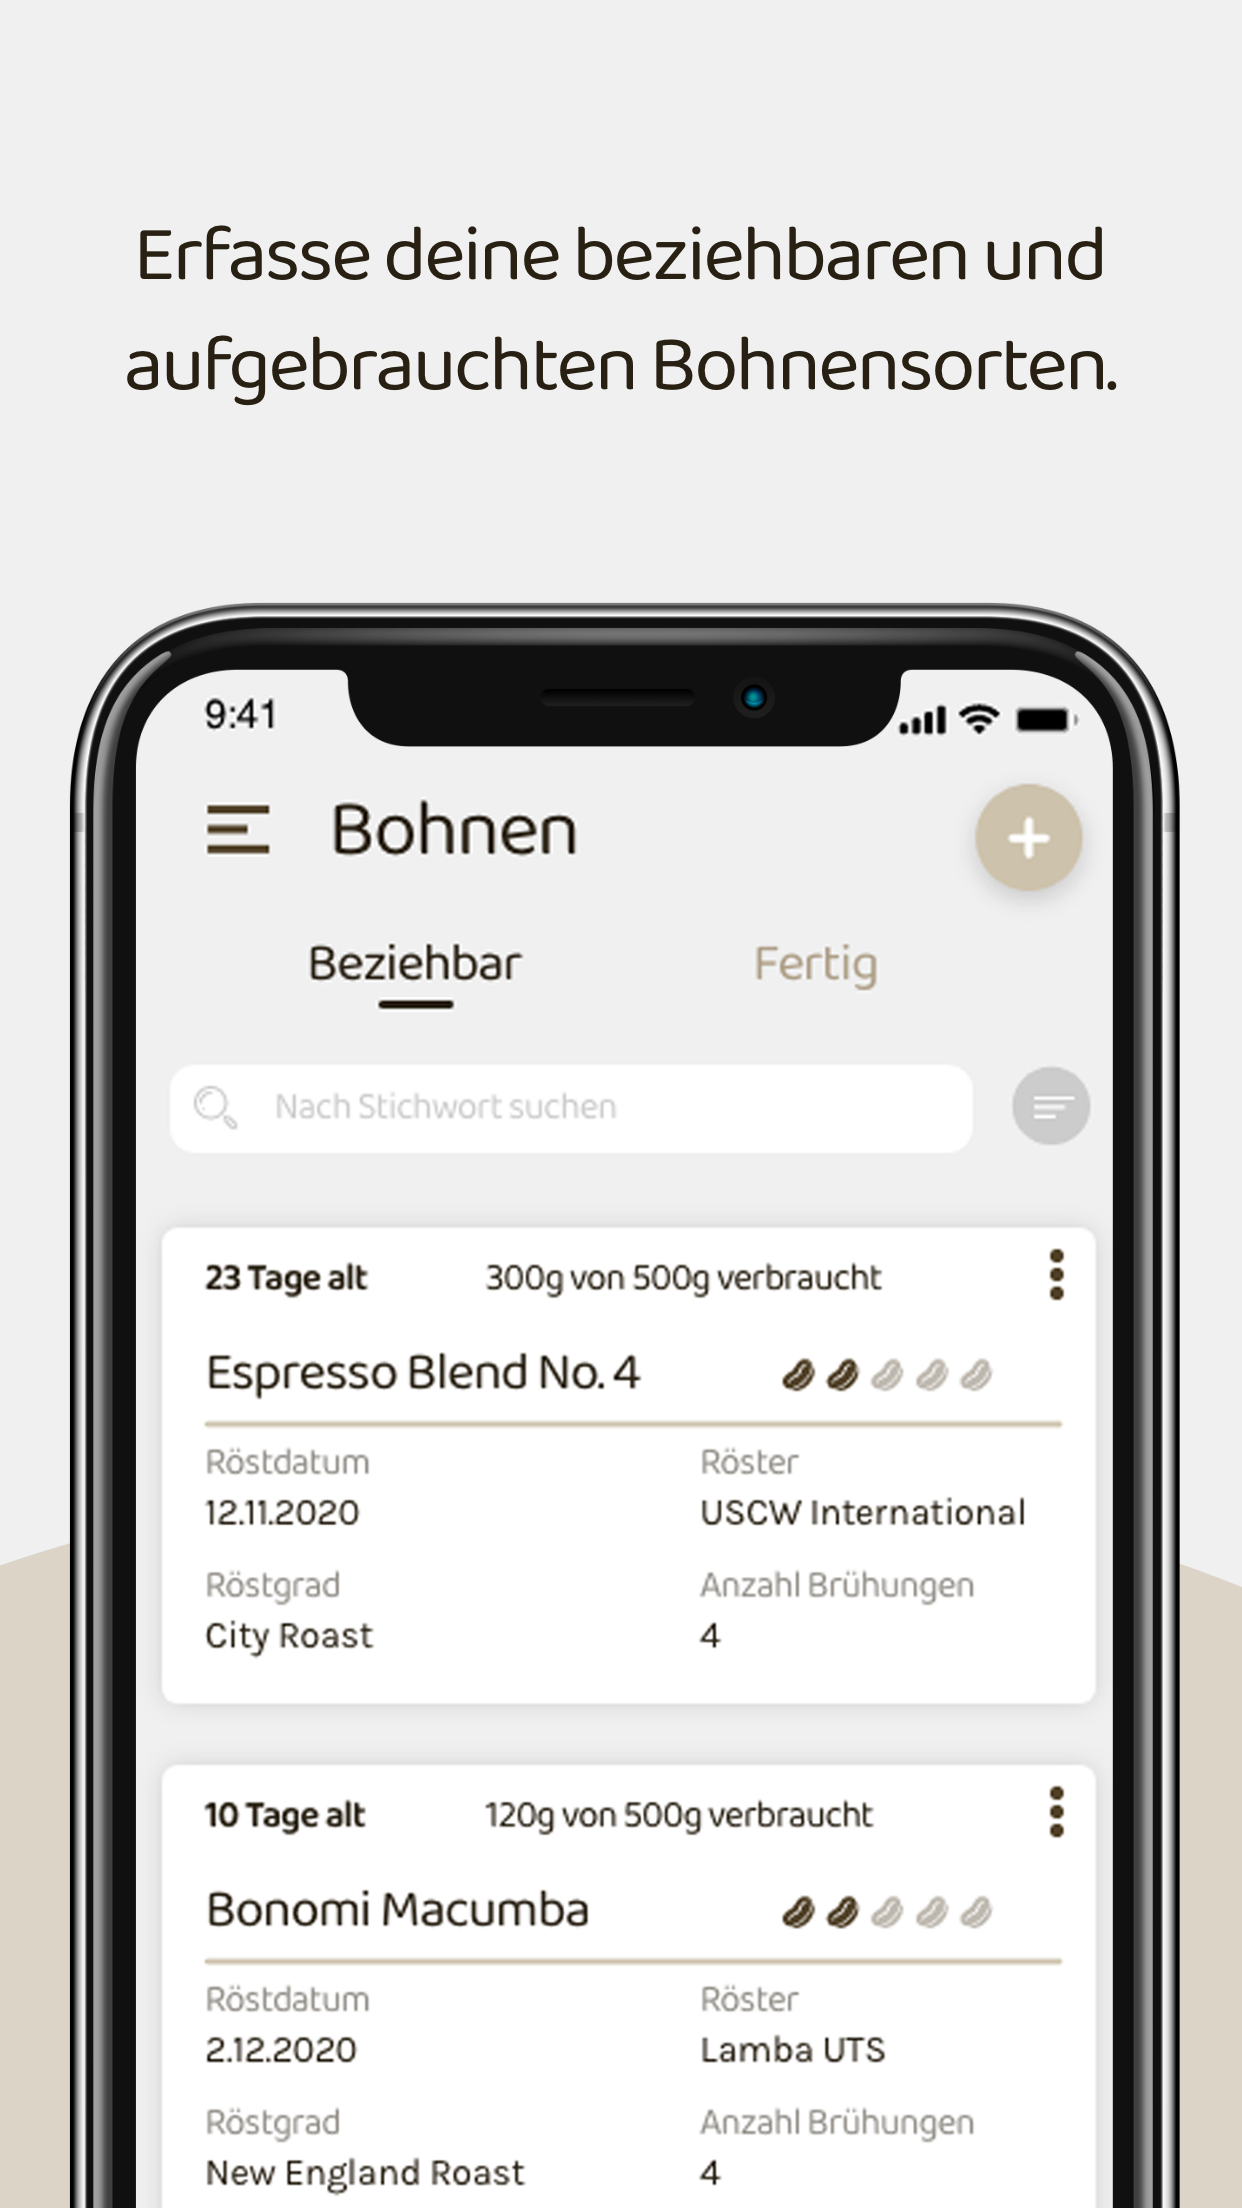 Erfasse deine beziehbaren und
aufgebrauchten Bohnensorten.
9:41
Bohnen
Beziehbar
Fertig
Nach Stichwort suchen
23 Tage alt
300g von 500g verbraucht
Espresso Blend No. 4
Röstdatum
Röster
12.11.2020
USCW International
Röstgrad
Anzahl Brühungen
City Roast
4
10 Tage alt
120g von 500g verbraucht
Bonomi Macumba
Röstdatum
Röster
2.12.2020
Lamba UTS
Röstgrad
Anzahl Brühungen
New England Roast
4